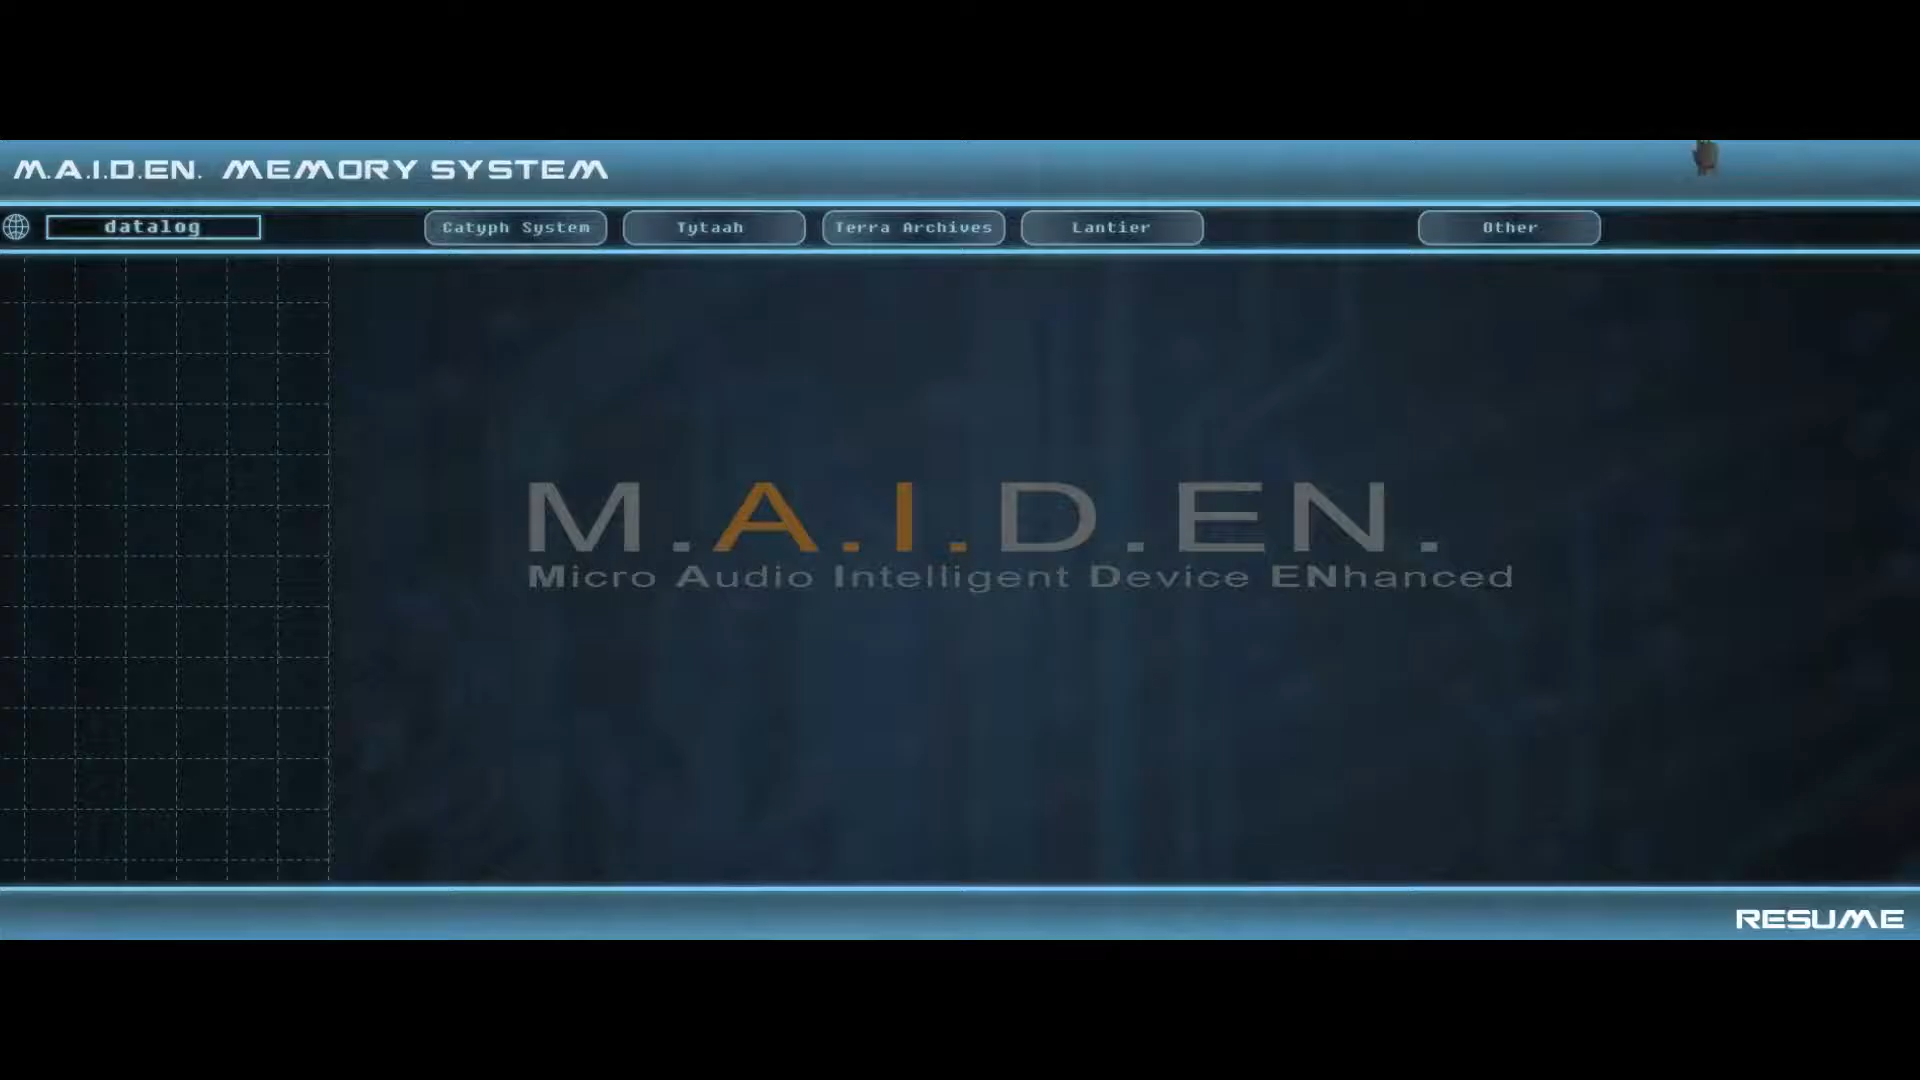 M.A.I.D.EN. MEMORY SYSTEM
datalog
Catyph System
Tytaah
Terra Archives
Lantier
Other
M.A.I.D.EN.
Micro Audio Intelligent Device ENhanced
RESUME